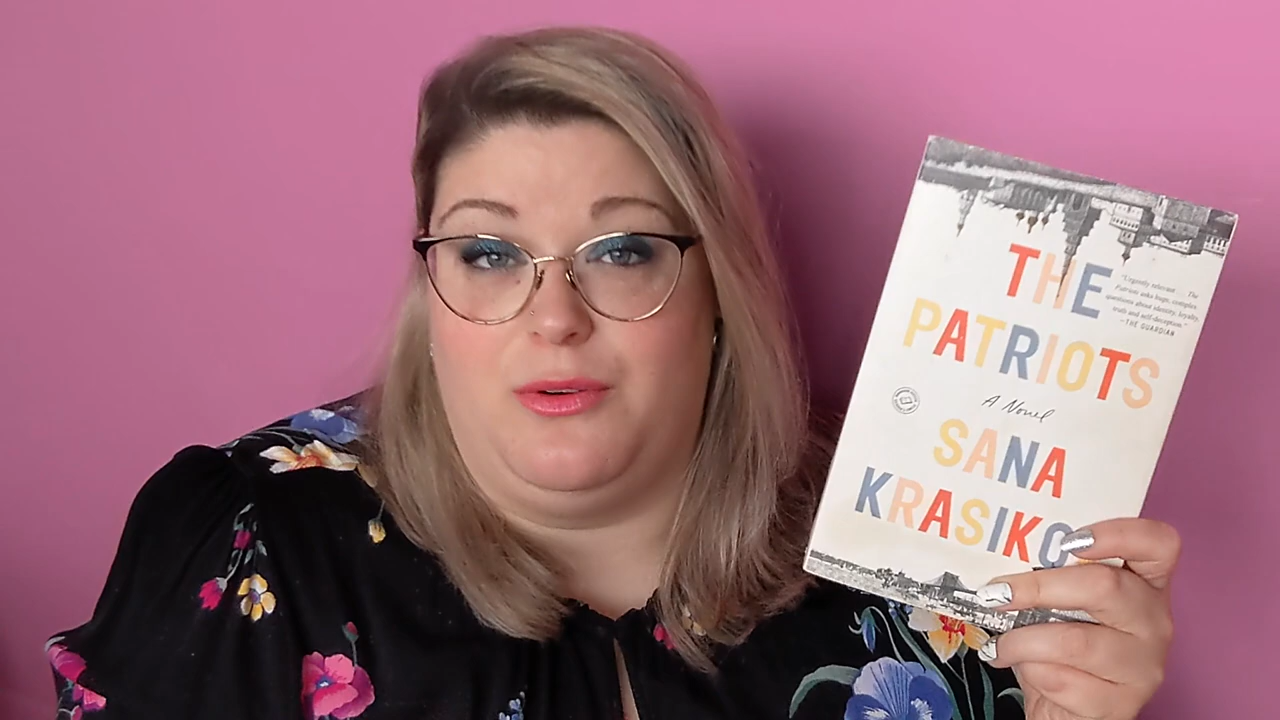 THE
PATRIOTS
"Urgently relevant . . . The
Patriots asks huge, complex
questions about identity, loyalty,
truth and self-deception."
—THE GUARDIAN
A Novel
SANA
KRASIKO